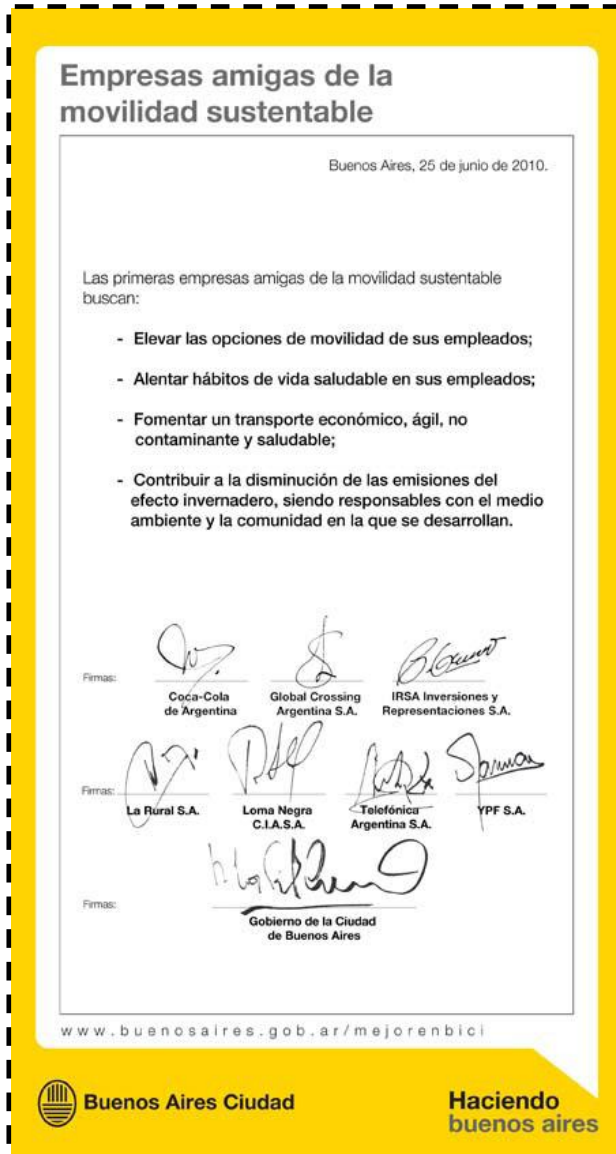 Empresas amigas de la
movilidad sustentable
Buenos Aires, 25 de junio de 2010.
Las primeras empresas amigas de la movilidad sustentable
buscan:
- Elevar las opciones de movilidad de sus empleados;
- Alentar hábitos de vida saludable en sus empleados;
- Fomentar un transporte económico, ágil, no
contaminante y saludable;
- Contribuir a la disminución de las emisiones del
efecto invernadero, siendo responsables con el medio
ambiente y la comunidad en la que se desarrollan.
Firmas:
Coca-Cola
de Argentina
Global Crossing
Argentina S.A.
IRSA Inversiones y
Representaciones S.A.
Firmas:
La Rural S.A.
Loma Negra
C.I.A.S.A.
Telefónica
Argentina S.A.
YPF S.A.
Firmas:
Gobierno de la Ciudad
de Buenos Aires
www.buenosaires.gob.ar/mejorenbici
Buenos Aires Ciudad
Haciendo
buenos aires